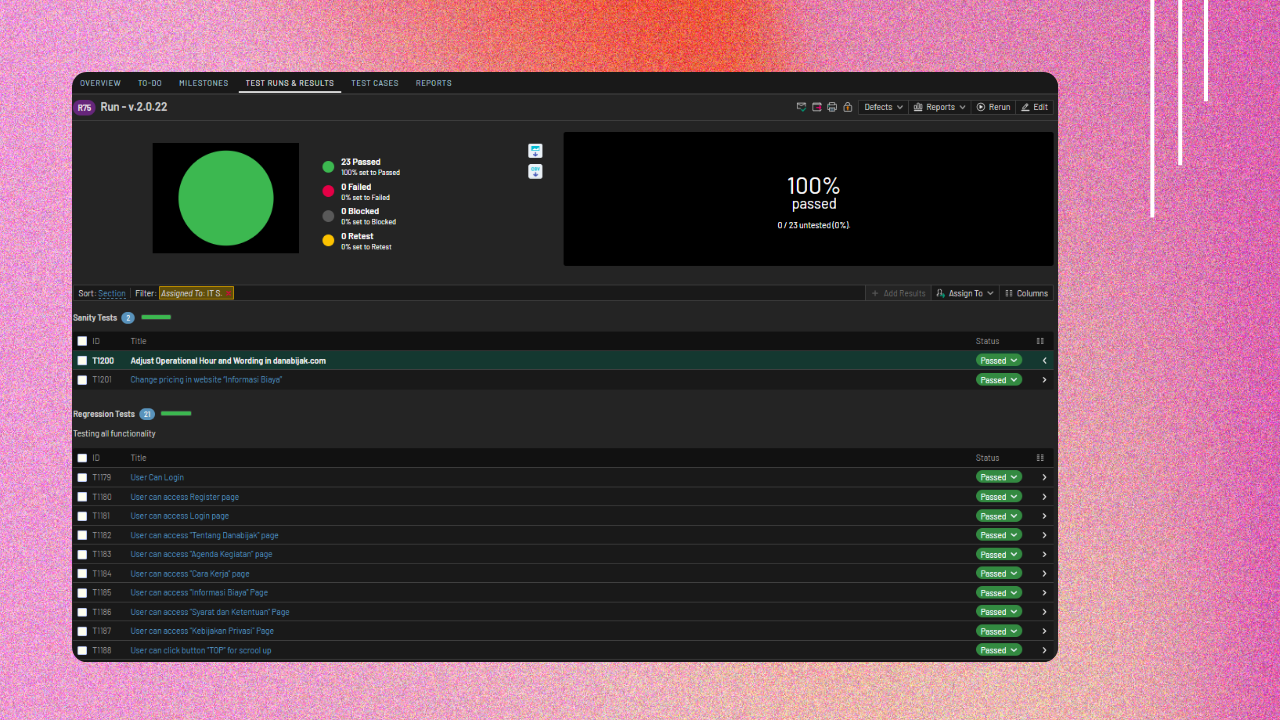 OVERVIEW TO-DO MILESTONES TEST RUNS & RESULTS TEST CASES REPORTS
R75 Run - v.2.0.22
Defects Reports Rerun Edit
23 Passed
100% set to Passed
0 Failed
0% set to Failed
0 Blocked
0% set to Blocked
0 Retest
0% set to Retest
100%
passed
0 / 23 untested (0%).
Sort: Section Filter: Assigned To: IT S.
+ Add Results Assign To Columns
Sanity Tests 2
ID Title Status
T1200 Adjust Operational Hour and Wording in danabijak.com Passed
T1201 Change pricing in website "Informasi Biaya" Passed
Regression Tests 21
Testing all functionality
ID Title Status
T1179 User Can Login Passed
T1180 User can access Register page Passed
T1181 User can access Login page Passed
T1182 User can access "Tentang Danabijak" page Passed
T1183 User can access "Agenda Kegiatan" page Passed
T1184 User can access "Cara Kerja" page Passed
T1185 User can access "Informasi Biaya" Page Passed
T1186 User can access "Syarat dan Ketentuan" Page Passed
T1187 User can access "Kebijakan Privasi" Page Passed
T1188 User can click button "TOP" for scrool up Passed